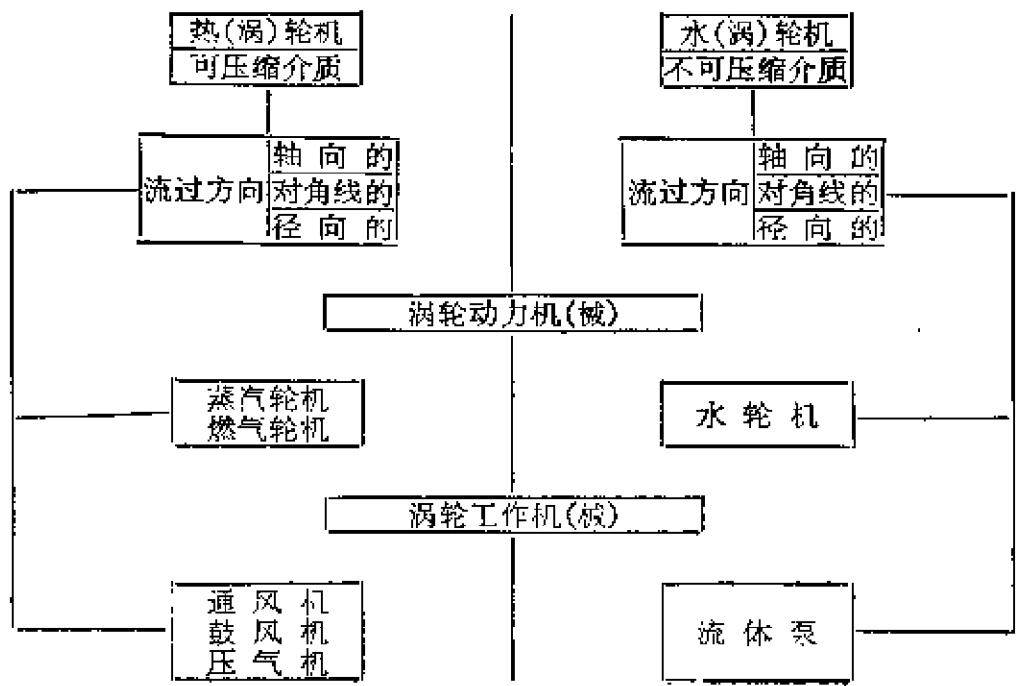 热(涡)轮机
可压缩介质
水(涡)轮机
不可压缩介质
流过方向
轴向的
对角线的
径向的
流过方向
轴向的
对角线的
径向的
涡轮动力机(械)
蒸汽轮机
燃气轮机
水轮机
涡轮工作机(械)
通风机
鼓风机
压气机
流体泵